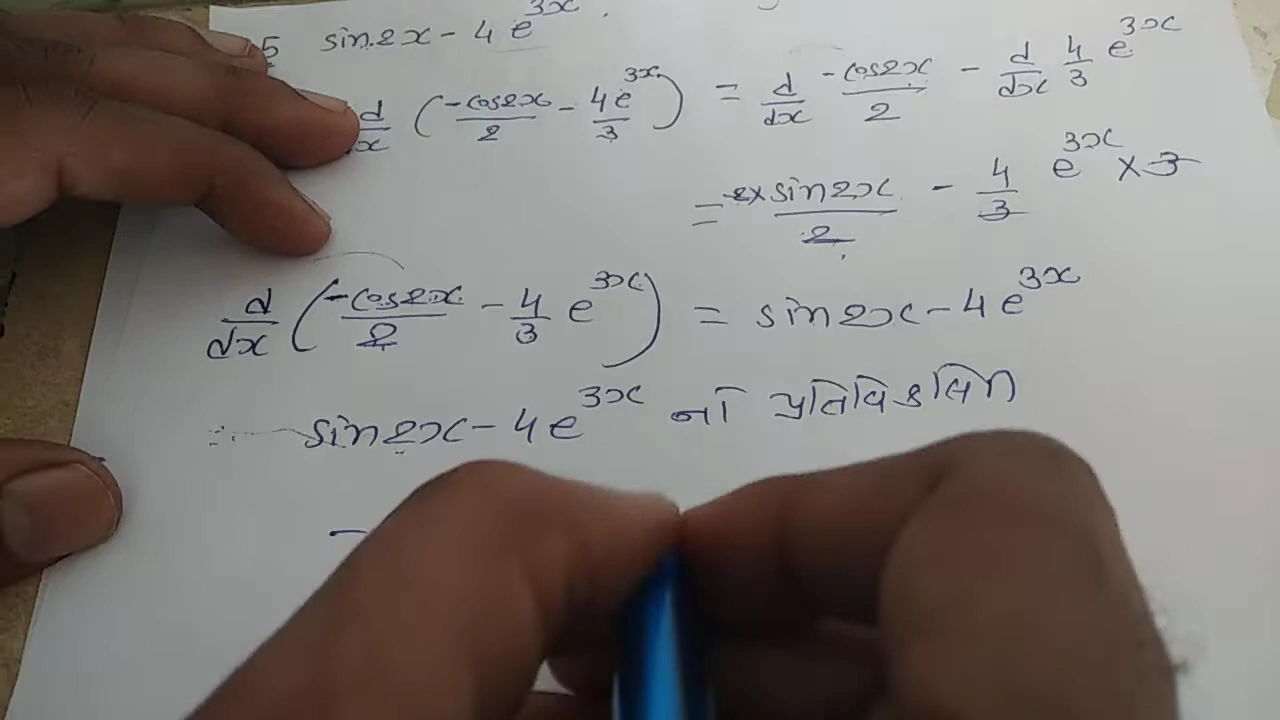 5 sin2x - 4e^3x.
d/dx (-cos2x/2 - 4e^3x/3) = d/dx -cos2x/2 - d/dx 4/3 e^3x
= 2×sin2x/2 - 4/3 e^3x × 3
d/dx (-cos2x/2 - 4/3 e^3x) = sin2x - 4e^3x
sin2x - 4e^3x નો પ્રતિવિકલિત